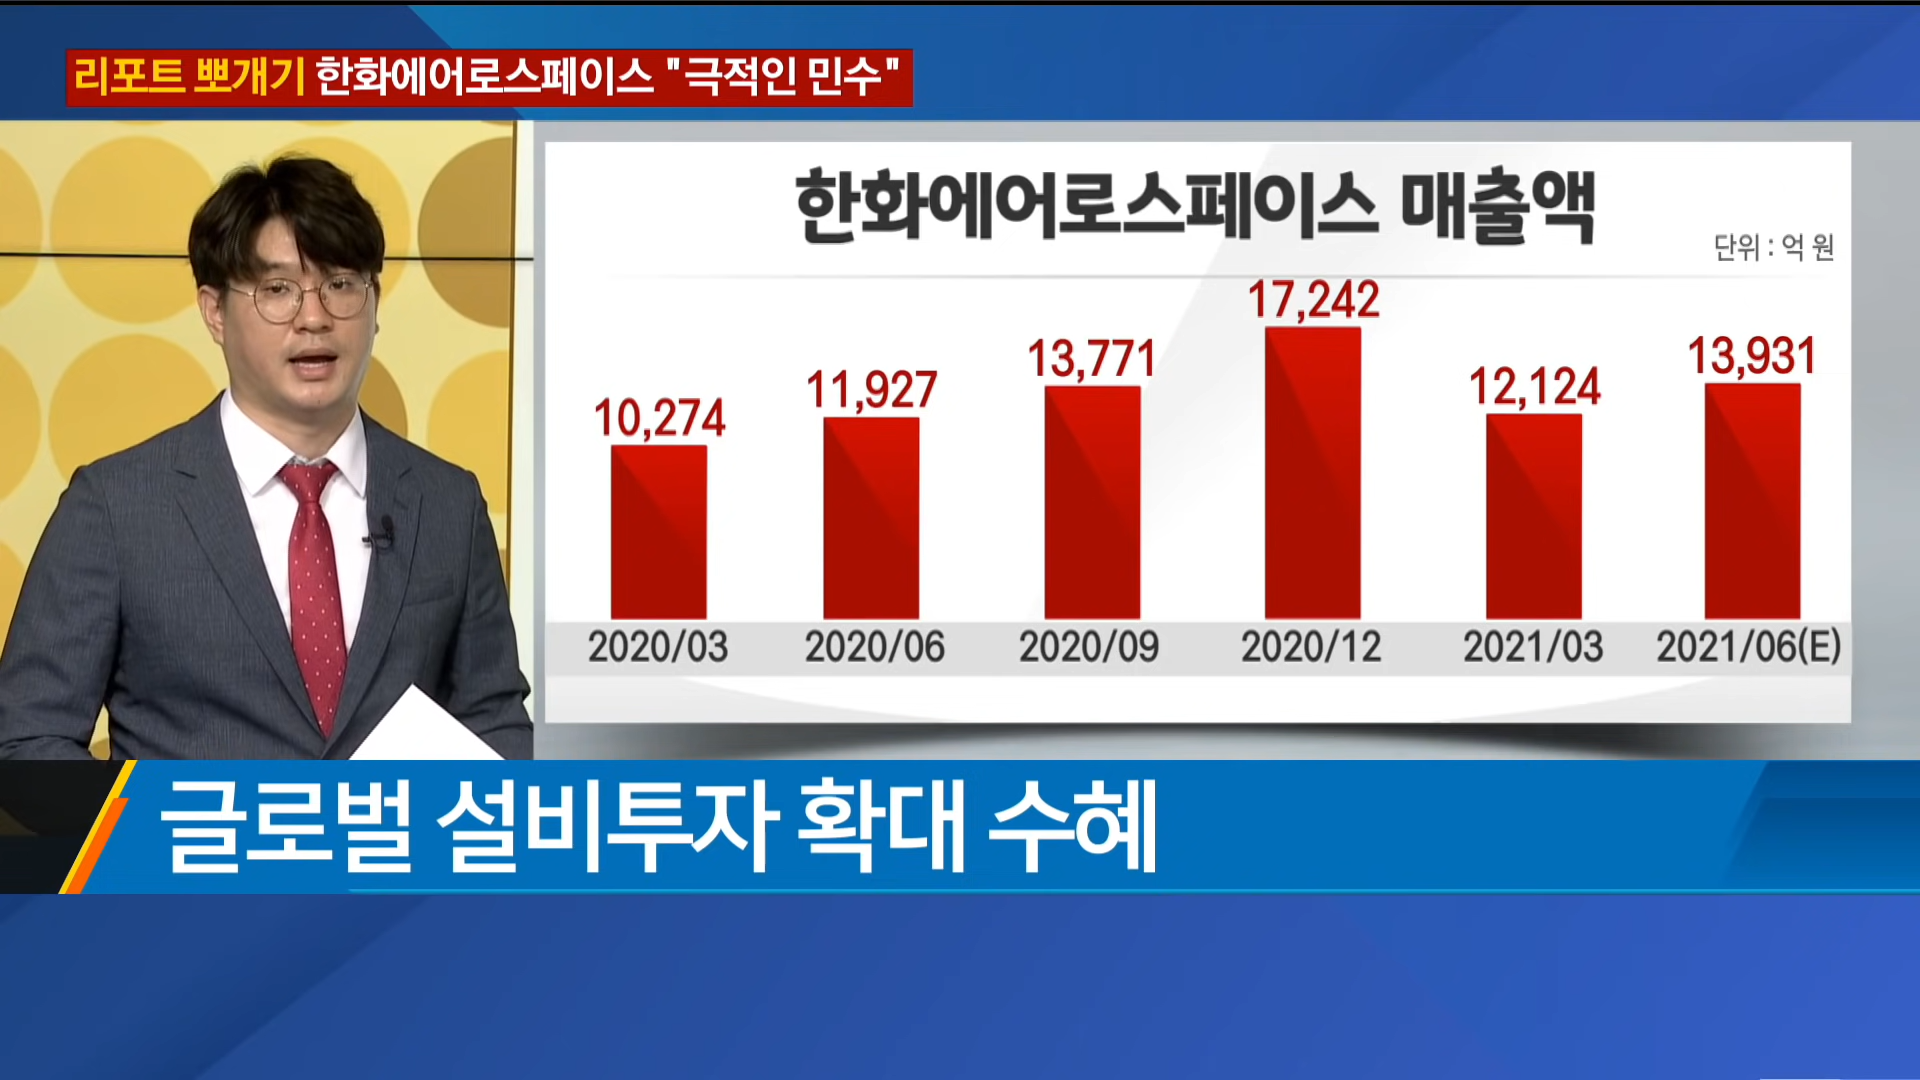 리포트 뽀개기 한화에어로스페이스 "극적인 민수"
한화에어로스페이스 매출액
단위 : 억 원
10,274
11,927
13,771
17,242
12,124
13,931
2020/03
2020/06
2020/09
2020/12
2021/03
2021/06(E)
글로벌 설비투자 확대 수혜